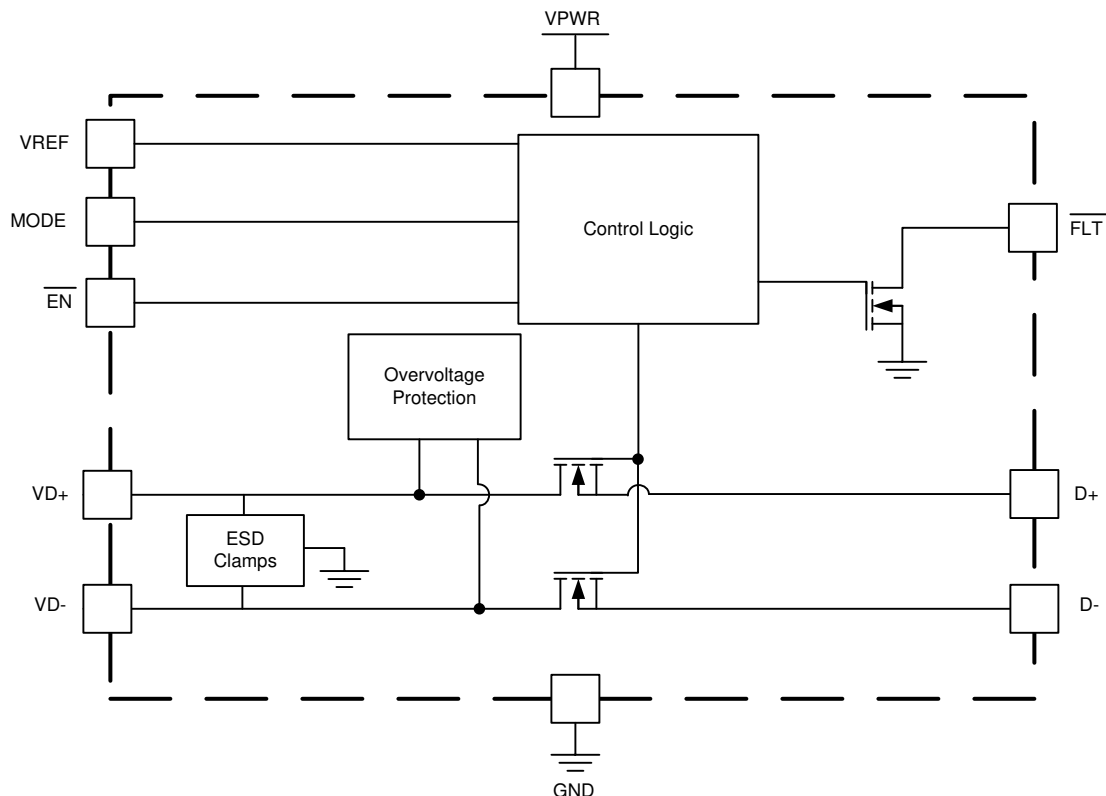 VPWR
VREF
MODE
Control Logic
FLT
EN
Overvoltage
Protection
VD+
D+
ESD
Clamps
VD-
D-
GND